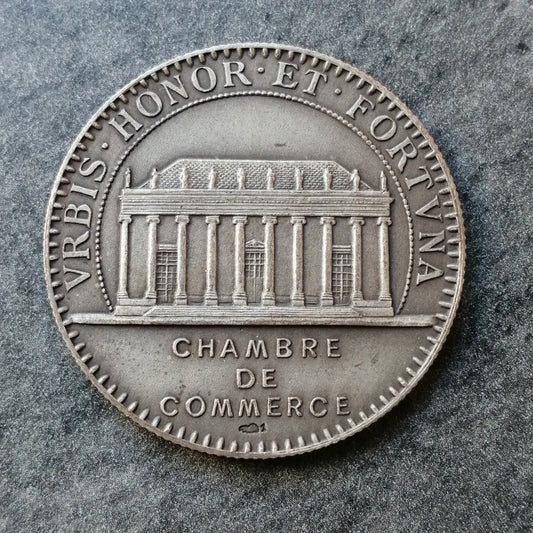 VRBIS · HONOR · ET · FORTVNA
CHAMBRE
DE
COMMERCE